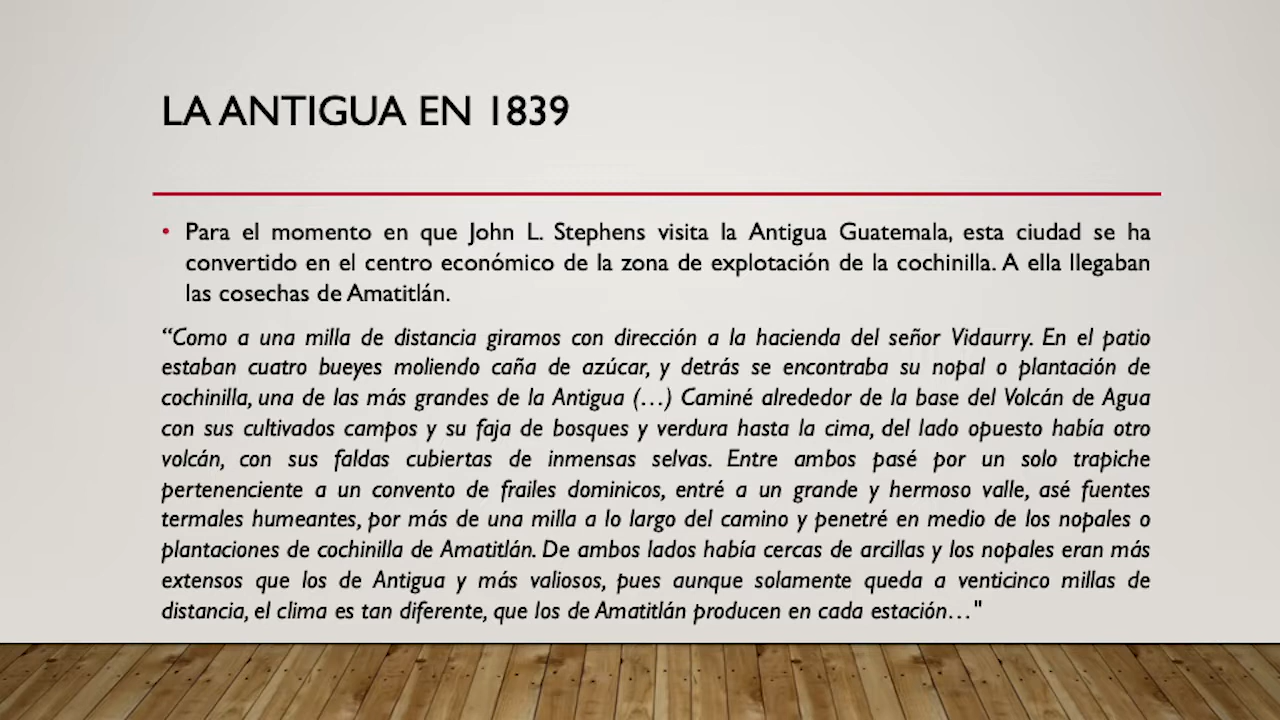 LA ANTIGUA EN 1839
• Para el momento en que John L. Stephens visita la Antigua Guatemala, esta ciudad se ha
convertido en el centro económico de la zona de explotación de la cochinilla. A ella llegaban
las cosechas de Amatitlán.
“Como a una milla de distancia giramos con dirección a la hacienda del señor Vidaurry. En el patio
estaban cuatro bueyes moliendo caña de azúcar, y detrás se encontraba su nopal o plantación de
cochinilla, una de las más grandes de la Antigua (…) Caminé alrededor de la base del Volcán de Agua
con sus cultivados campos y su faja de bosques y verdura hasta la cima, del lado opuesto había otro
volcán, con sus faldas cubiertas de inmensas selvas. Entre ambos pasé por un solo trapiche
pertenenciente a un convento de frailes dominicos, entré a un grande y hermoso valle, asé fuentes
termales humeantes, por más de una milla a lo largo del camino y penetré en medio de los nopales o
plantaciones de cochinilla de Amatitlán. De ambos lados había cercas de arcillas y los nopales eran más
extensos que los de Antigua y más valiosos, pues aunque solamente queda a venticinco millas de
distancia, el clima es tan diferente, que los de Amatitlán producen en cada estación…"